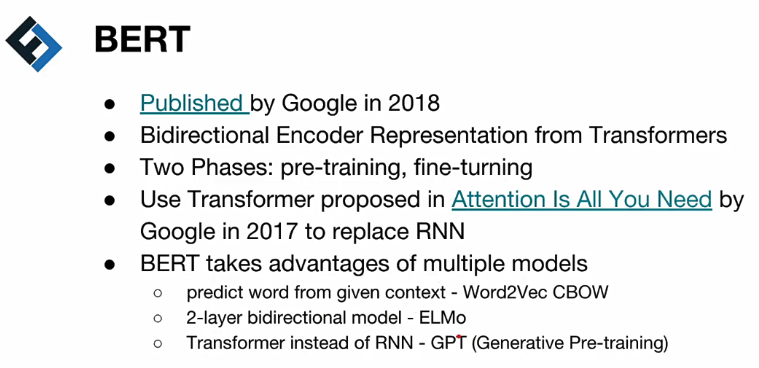 BERT
● Published by Google in 2018
● Bidirectional Encoder Representation from Transformers
● Two Phases: pre-training, fine-turning
● Use Transformer proposed in Attention Is All You Need by
Google in 2017 to replace RNN
● BERT takes advantages of multiple models
○ predict word from given context - Word2Vec CBOW
○ 2-layer bidirectional model - ELMo
○ Transformer instead of RNN - GPT (Generative Pre-training)